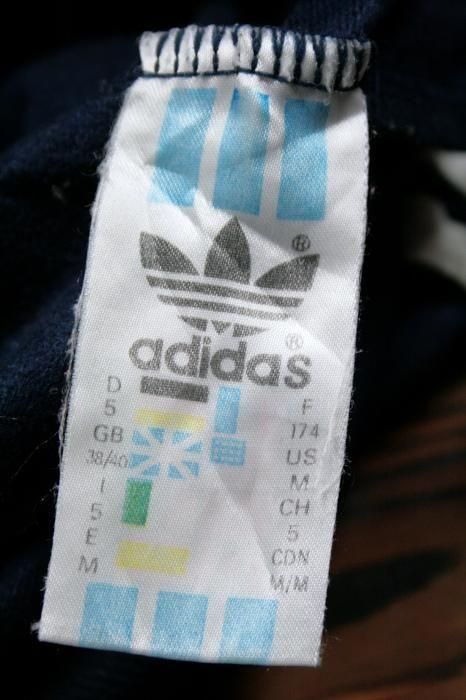 ®
adidas®
D F
5 174
GB US
38/40 M
I CH
5 5
E CDN
M M/M